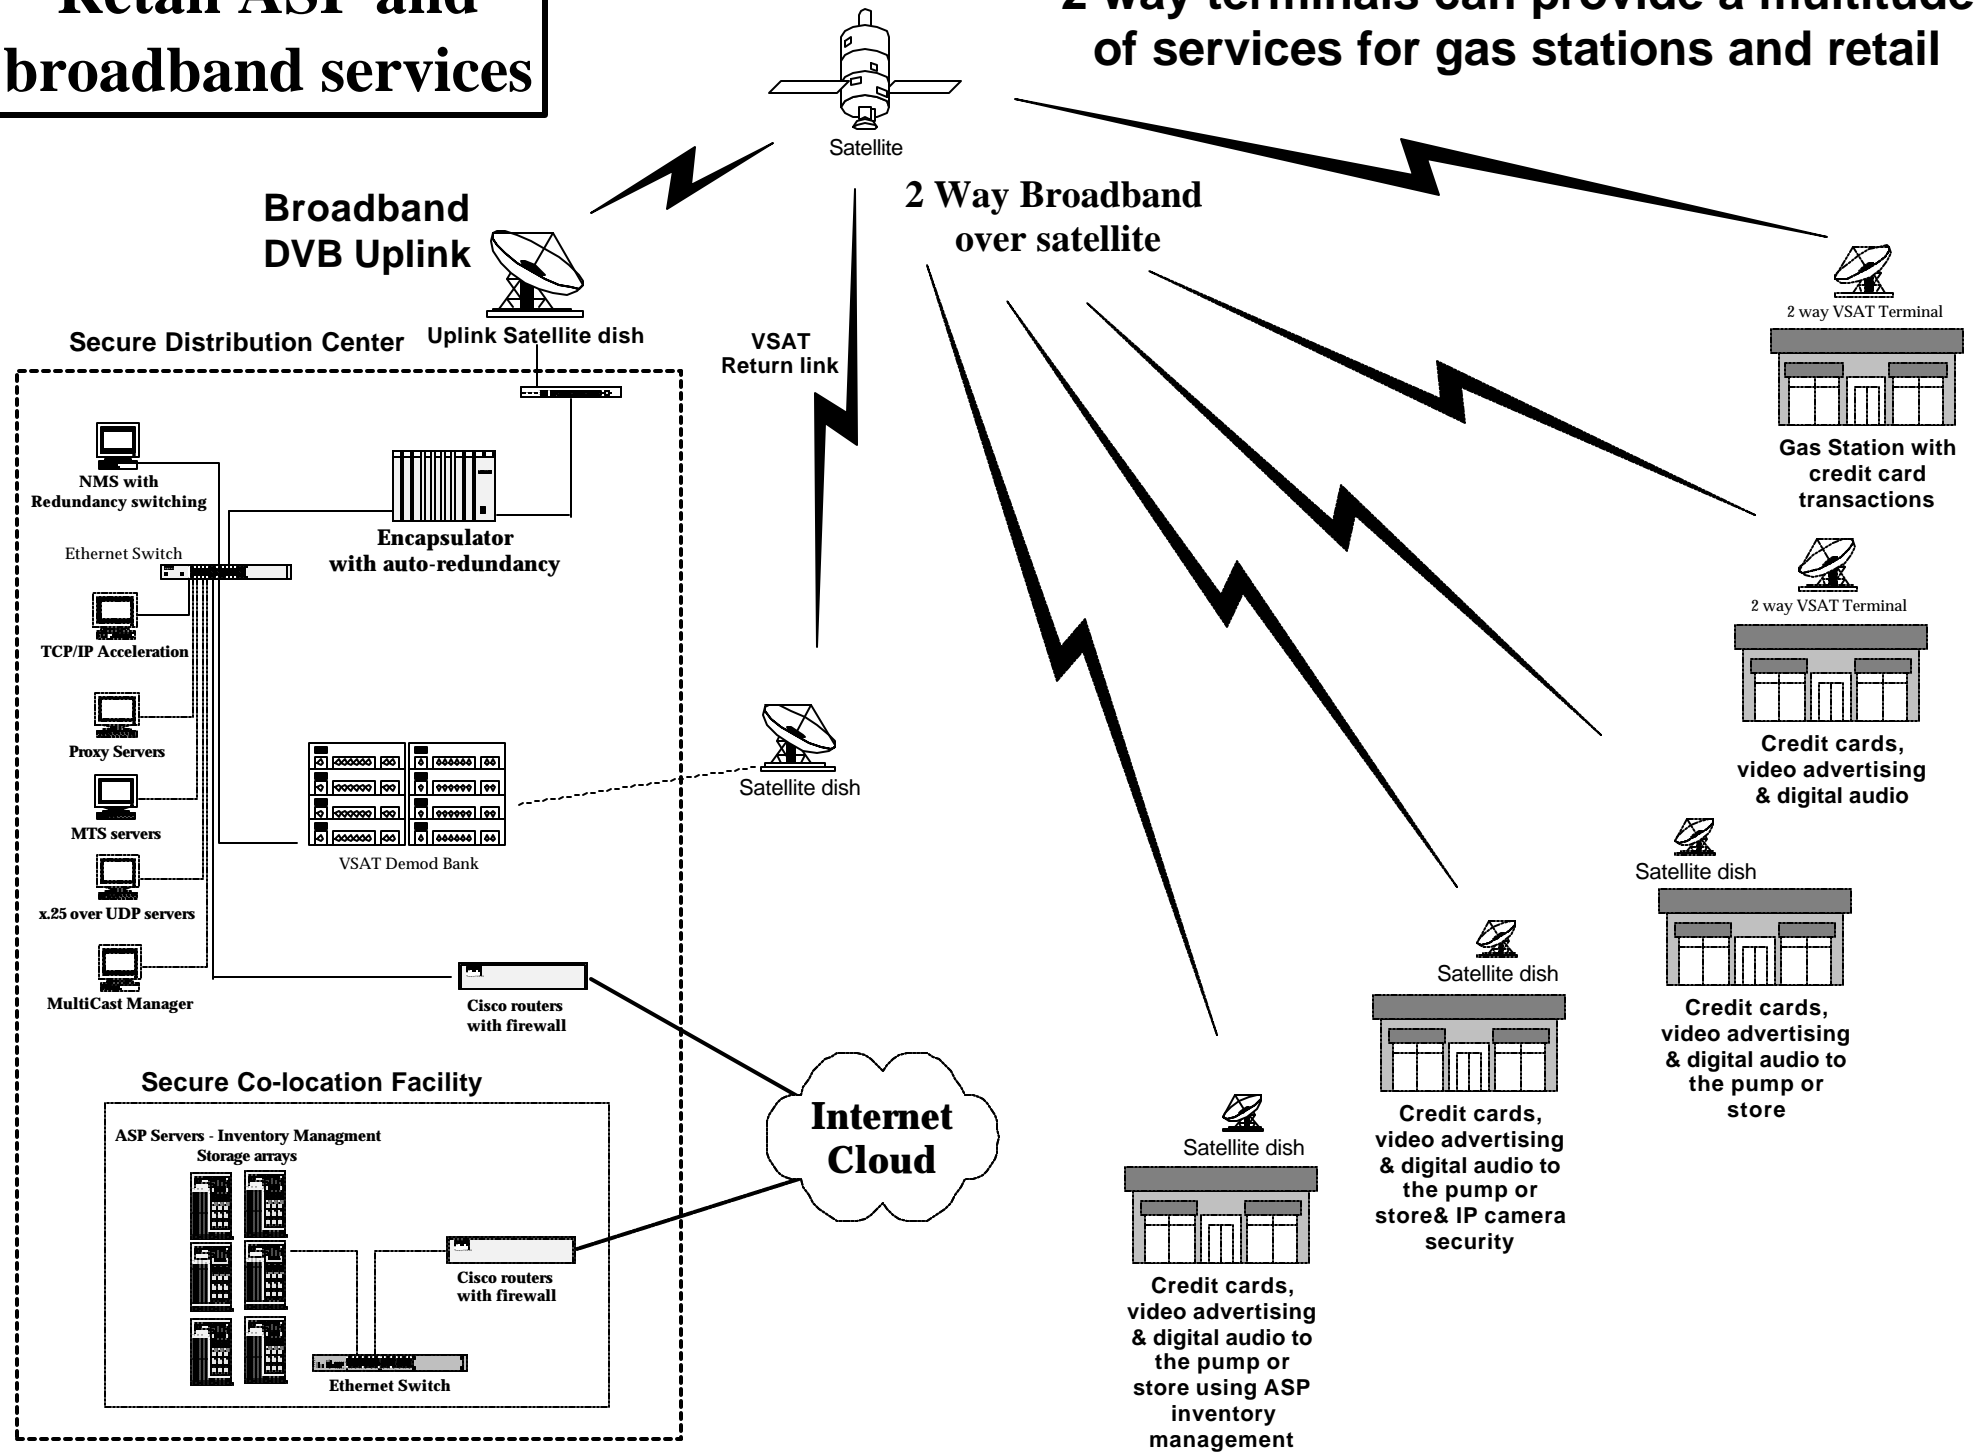 Retail ASP and
broadband services
2 way terminals can provide a multitude
of services for gas stations and retail
Satellite
Broadband
DVB Uplink
2 Way Broadband
over satellite
Uplink Satellite dish
Secure Distribution Center
VSAT
Return link
2 way VSAT Terminal
Gas Station with
credit card
transactions
NMS with
Redundancy switching
Encapsulator
with auto-redundancy
Ethernet Switch
TCP/IP Acceleration
2 way VSAT Terminal
Credit cards,
video advertising
& digital audio
Proxy Servers
Satellite dish
MTS servers
VSAT Demod Bank
Satellite dish
Credit cards,
video advertising
& digital audio to
the pump or
store
x.25 over UDP servers
MultiCast Manager
Cisco routers
with firewall
Satellite dish
Credit cards,
video advertising
& digital audio to
the pump or
store& IP camera
security
Secure Co-location Facility
ASP Servers - Inventory Managment
Storage arrays
Internet
Cloud
Cisco routers
with firewall
Ethernet Switch
Satellite dish
Credit cards,
video advertising
& digital audio to
the pump or
store using ASP
inventory
management